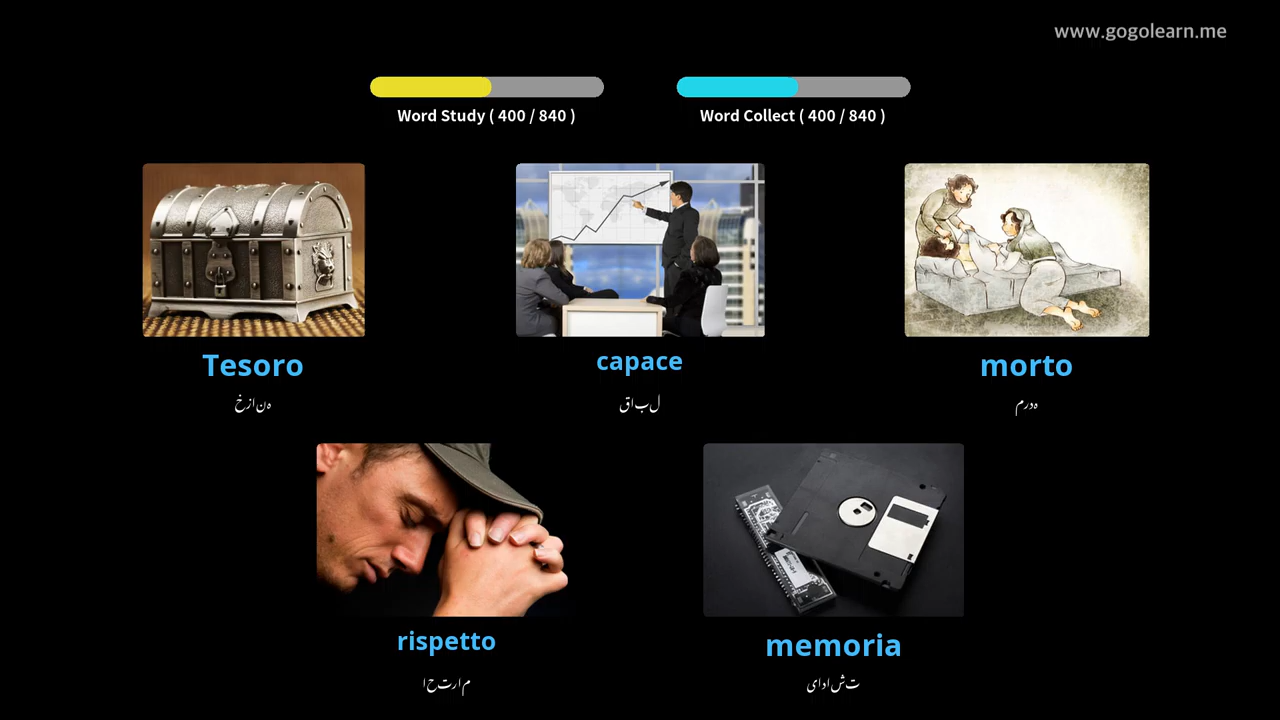 www.gogolearn.me
Word Study ( 400 / 840 )
Word Collect ( 400 / 840 )
Tesoro
خزانہ
capace
قابل
morto
مردہ
rispetto
احترام
memoria
یاداشت